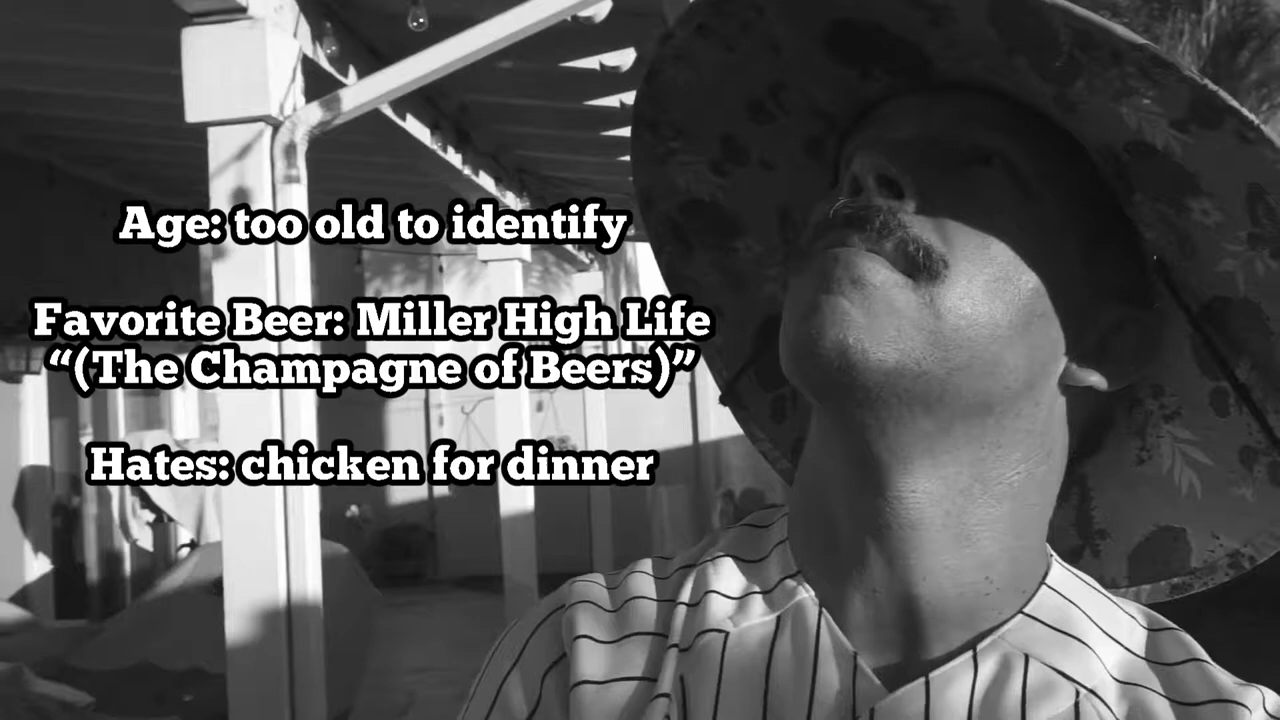 Age: too old to identify
Favorite Beer: Miller High Life
“(The Champagne of Beers)”
Hates: chicken for dinner